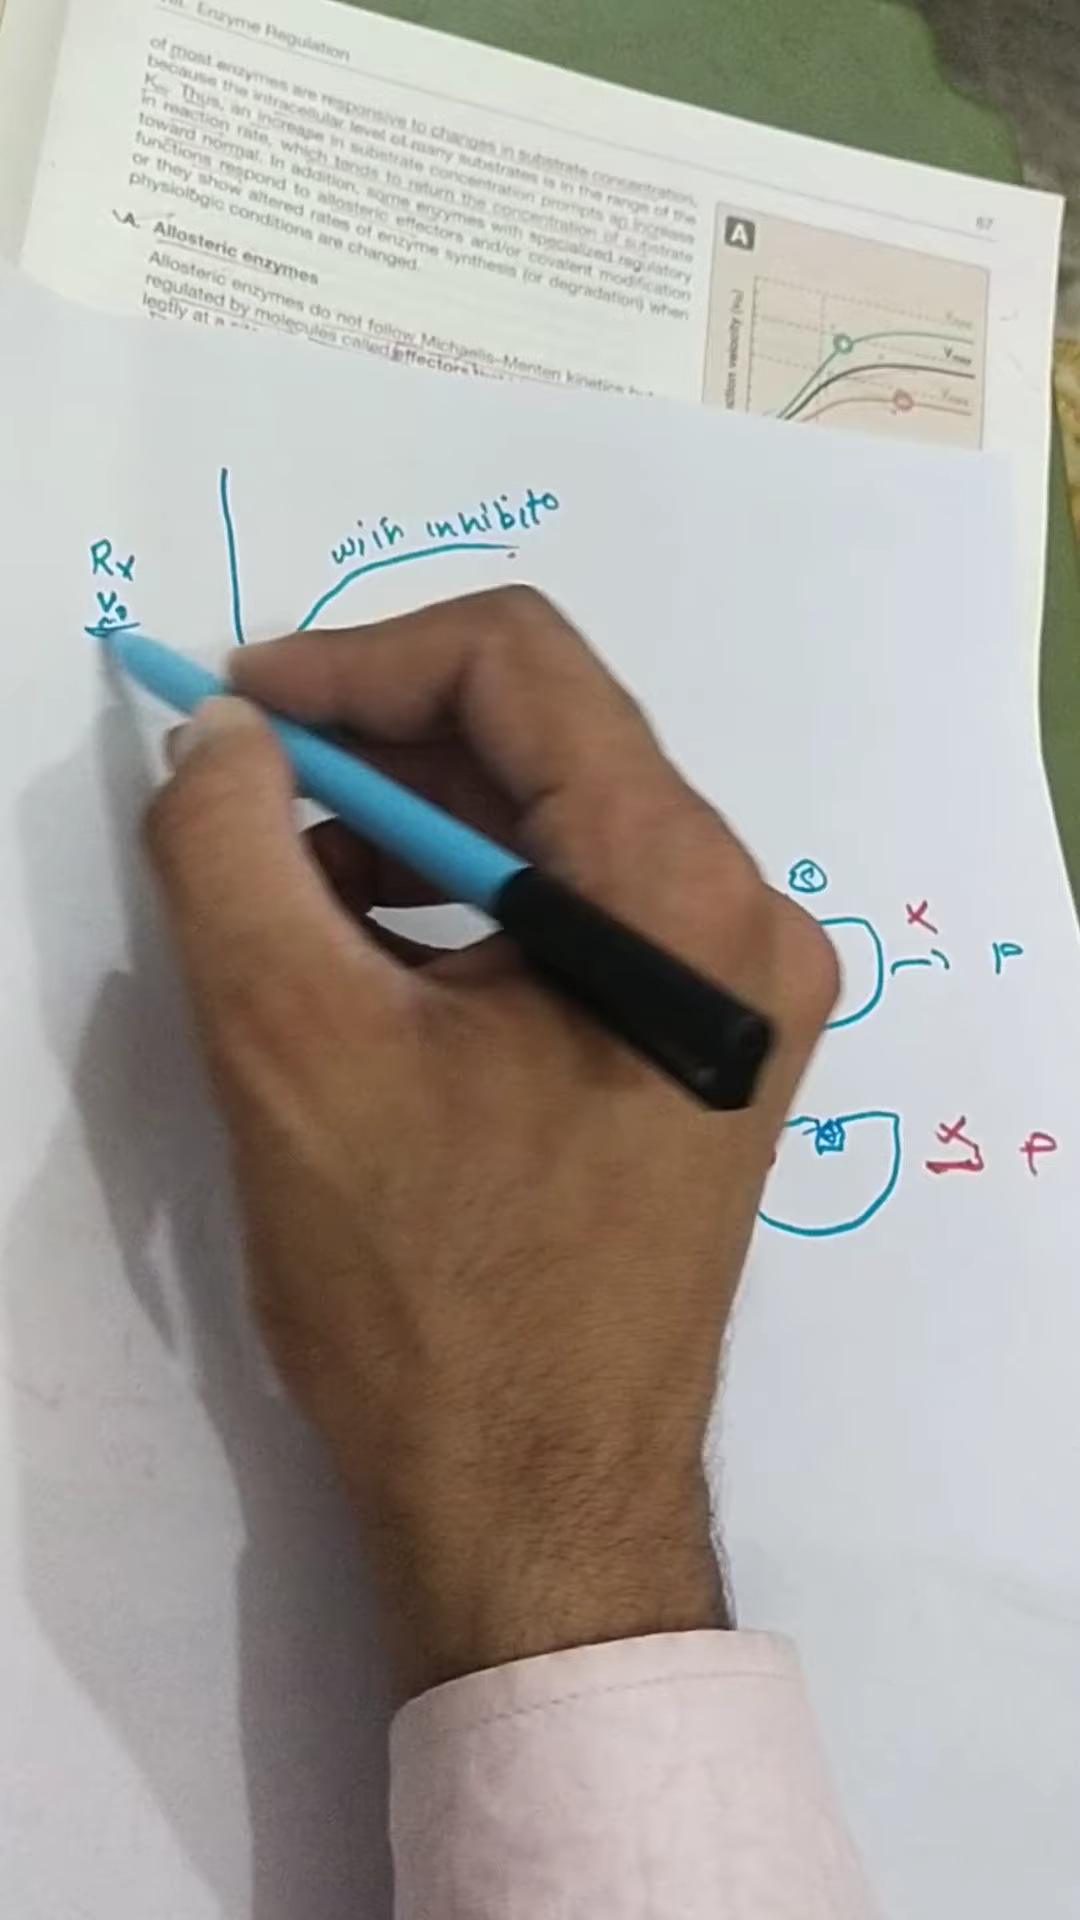 III. Enzyme Regulation
67
of most enzymes are responsive to changes in substrate concentration,
because the intracellular level of many substrates is in the range of the
Km. Thus, an increase in substrate concentration prompts an increase
in reaction rate, which tends to return the concentration of substrate
toward normal. In addition, some enzymes with specialized regulatory
functions respond to allosteric effectors and/or covalent modification
or they show altered rates of enzyme synthesis (or degradation) when
physiologic conditions are changed.
A. Allosteric enzymes
Allosteric enzymes do not follow Michaelis–Menten kinetics
regulated by molecules called effectors
at a
A
velocity (v₀)
Vmax
Vmax
Vmax
with inhibito
Rx
V₀
S
X
P
X
P